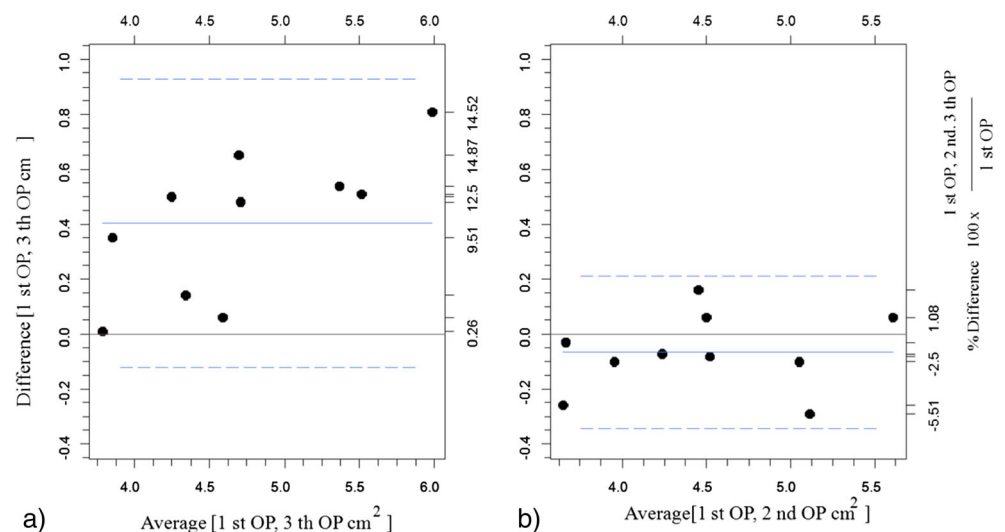 4.0 4.5 5.0 5.5 6.0
1.0
0.8
0.6
0.4
0.2
0.0
-0.2
-0.4
Difference [1 st OP, 3 th OP cm ]
14.52
14.87
12.5
9.51
0.26
4.0 4.5 5.0 5.5 6.0
a)
Average [1 st OP, 3 th OP cm2 ]
4.0 4.5 5.0 5.5
1.0
0.8
0.6
0.4
0.2
0.0
-0.2
-0.4
1.08
-2.5
-5.51
% Difference 100 x
1 st OP, 2 nd. 3 th OP
1 st OP
4.0 4.5 5.0 5.5
b)
Average[1 st OP, 2 nd OP cm2 ]